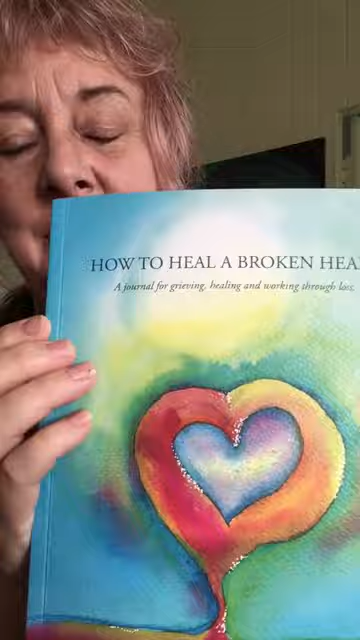 HOW TO HEAL A BROKEN HEA
A journal for grieving, healing and working through loss.